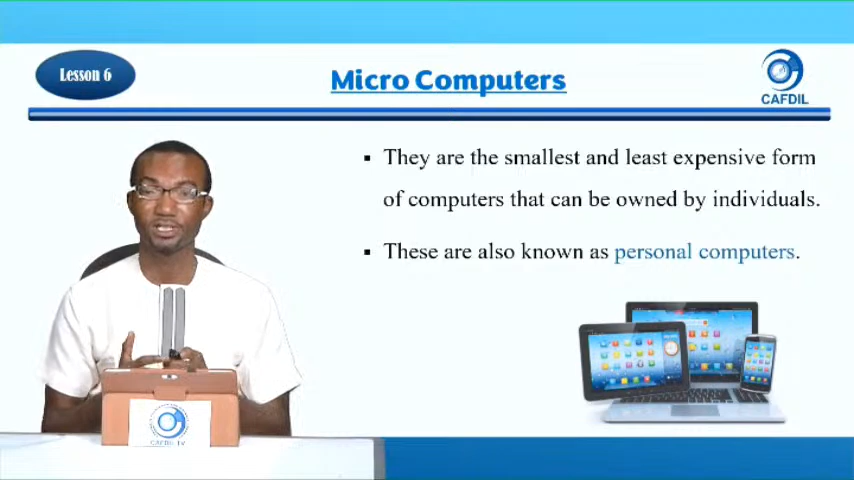 Lesson 6
Micro Computers
CAFDIL
▪ They are the smallest and least expensive form
of computers that can be owned by individuals.
▪ These are also known as personal computers.
CAFDIL TV